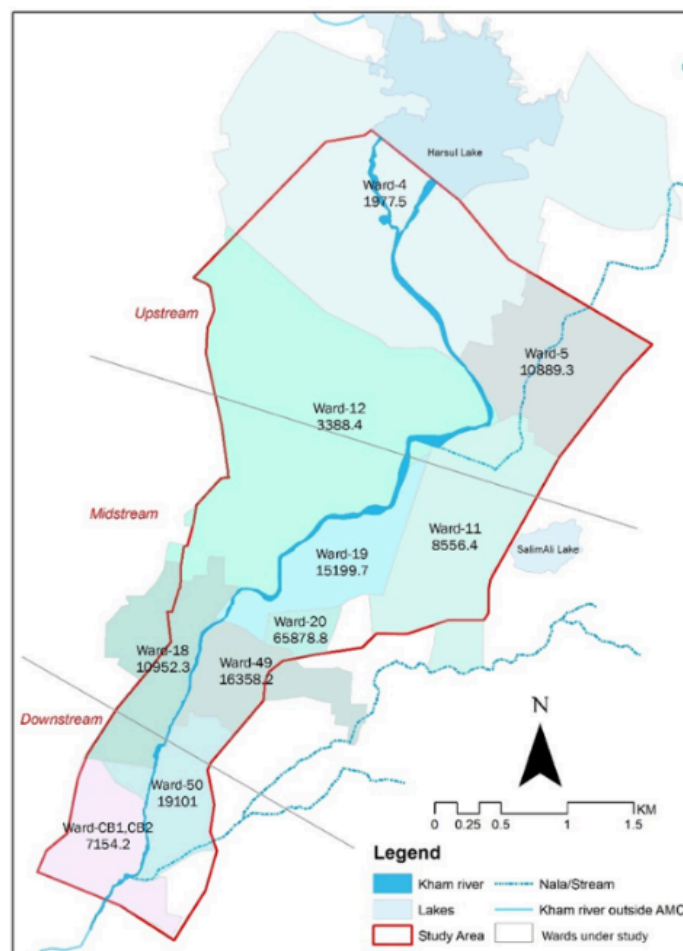 Harsul Lake
Ward-4
1977.5
Upstream
Ward-5
10889.3
Ward-12
3388.4
Midstream
Ward-11
8556.4
Ward-19
15199.7
SalimAli Lake
Ward-20
65878.8
Ward-18
10952.3
Ward-49
16358.2
Downstream
Ward-50
19101
Ward-CB1,CB2
7154.2
N
KM
0 0.25 0.5 1 1.5
Legend
Kham river
Nala/Stream
Lakes
Kham river outside AMC
Study Area
Wards under study